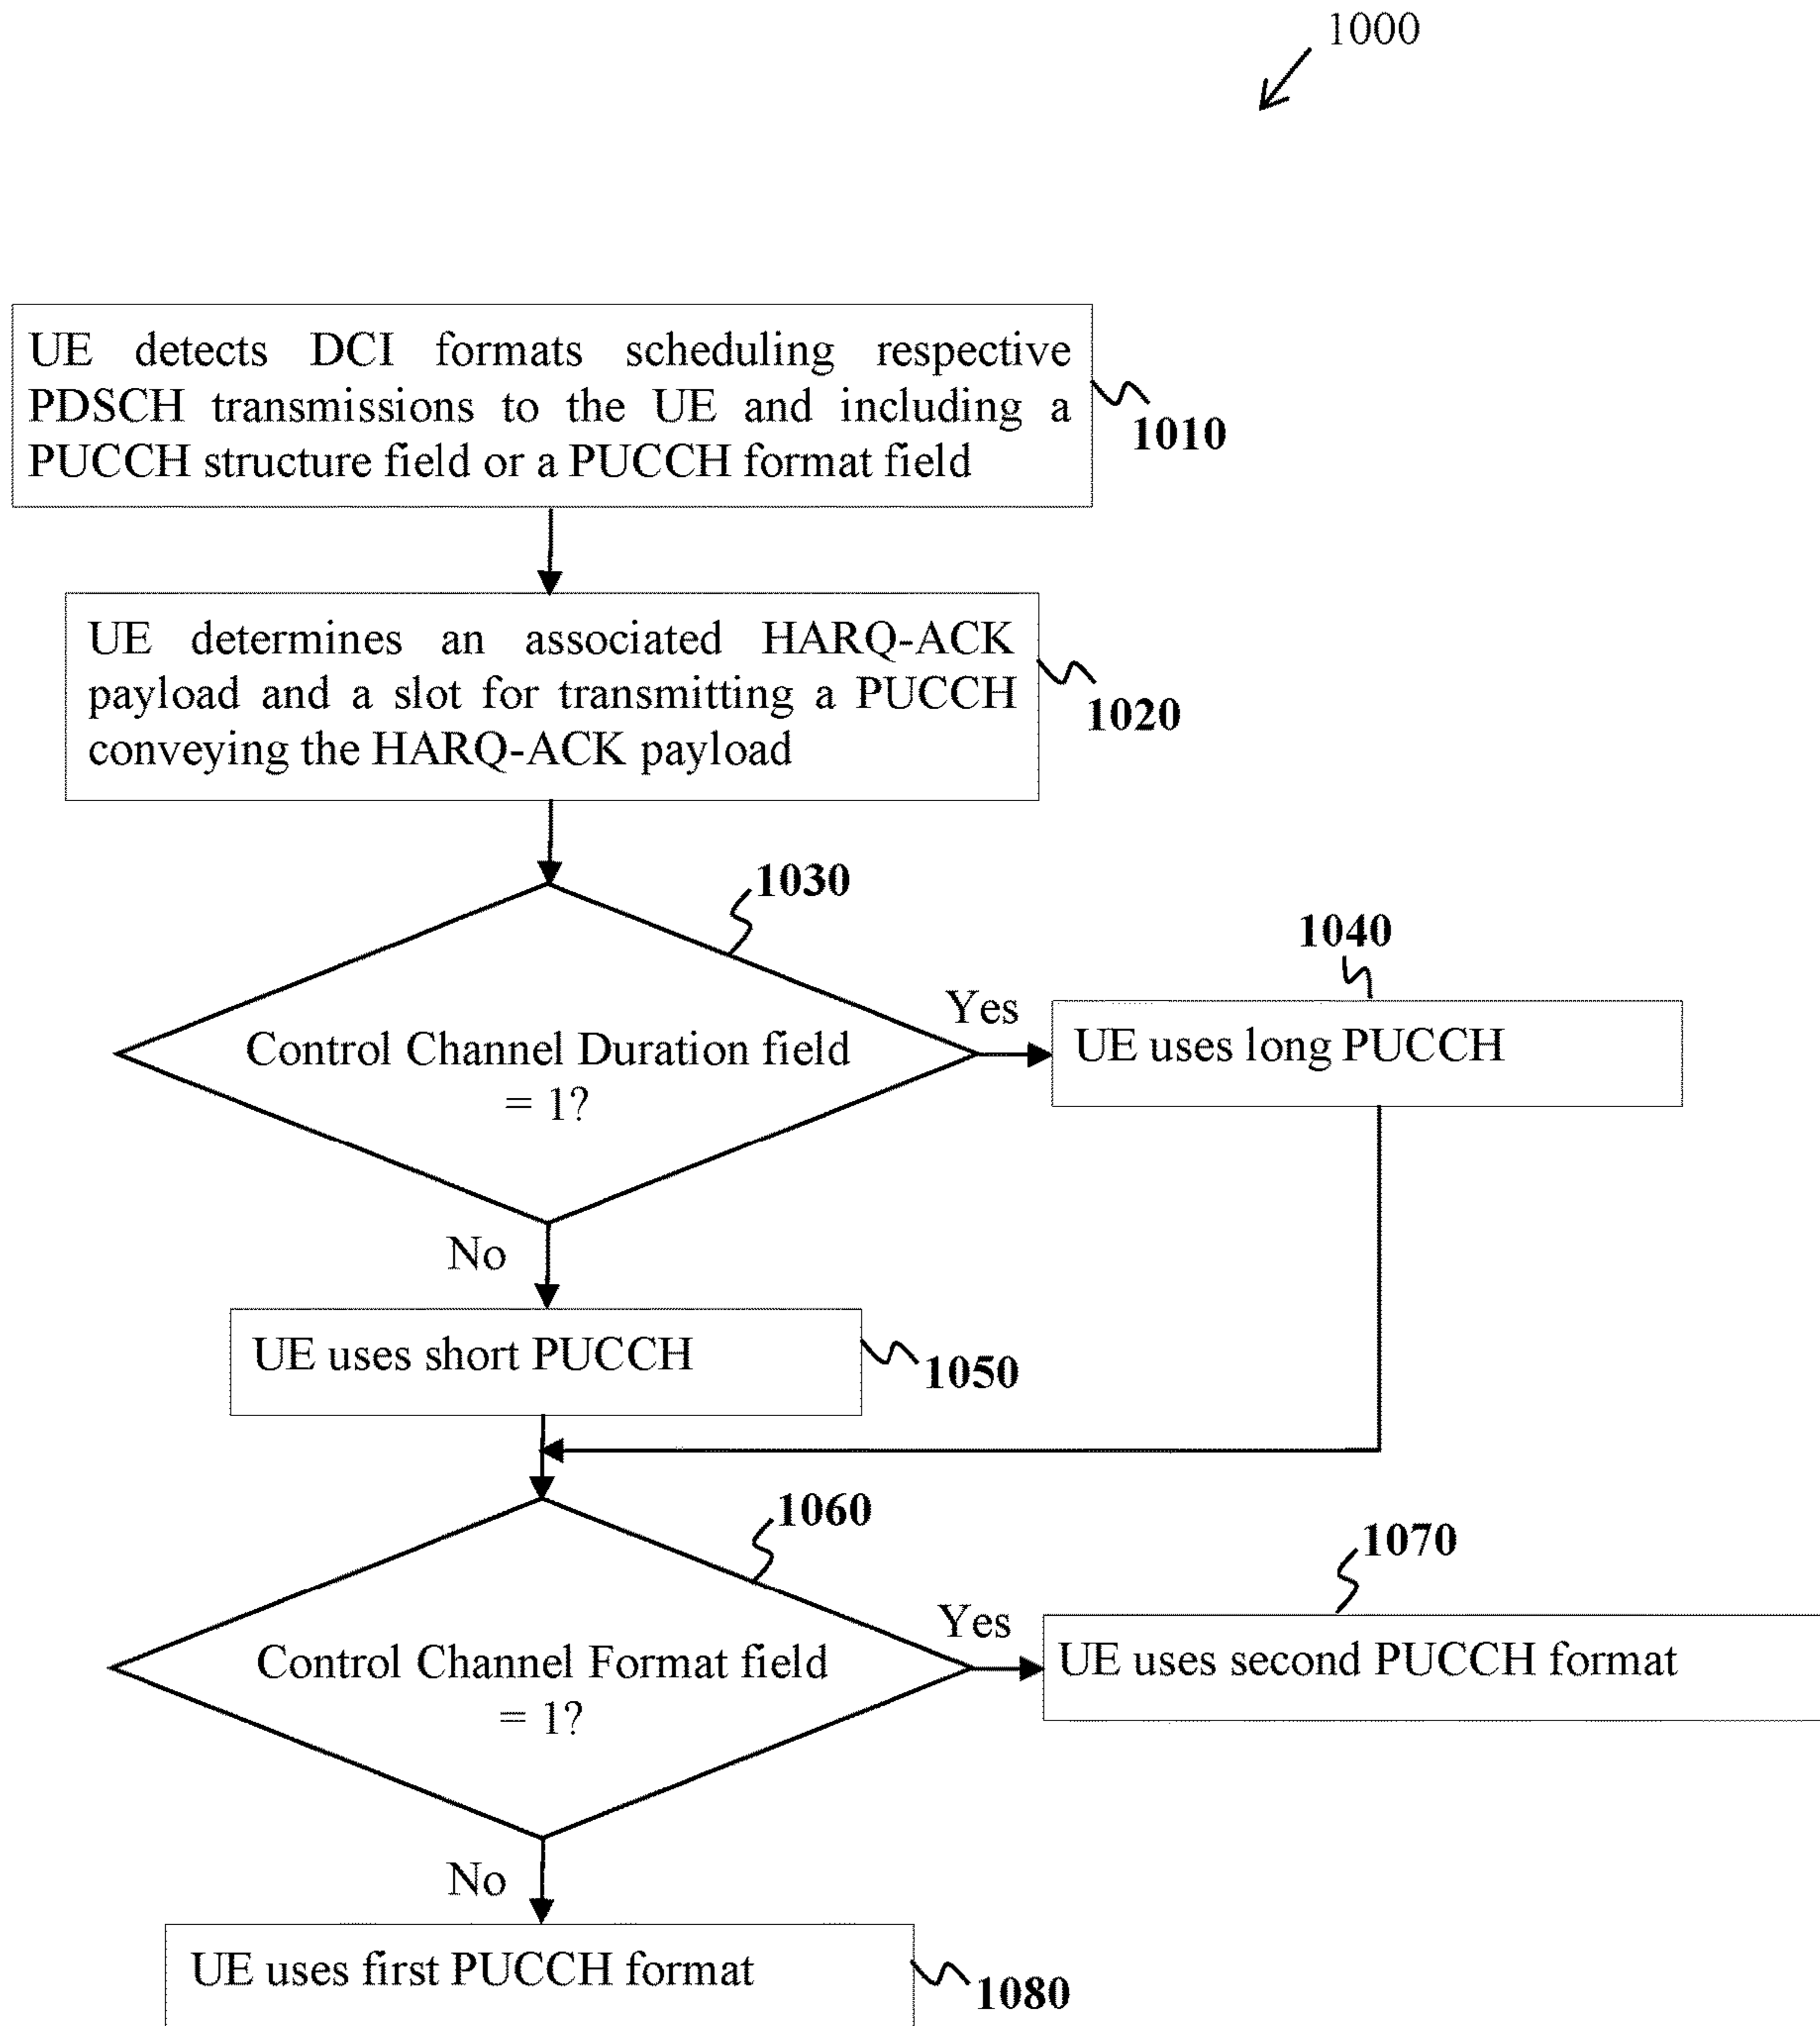 1000
UE detects DCI formats scheduling respective
PDSCH transmissions to the UE and including a
PUCCH structure field or a PUCCH format field
1010
UE determines an associated HARQ-ACK
payload and a slot for transmitting a PUCCH
conveying the HARQ-ACK payload
1020
1030
Control Channel Duration field
= 1?
Yes
1040
UE uses long PUCCH
No
UE uses short PUCCH
1050
1060
Control Channel Format field
= 1?
Yes
1070
UE uses second PUCCH format
No
UE uses first PUCCH format
1080